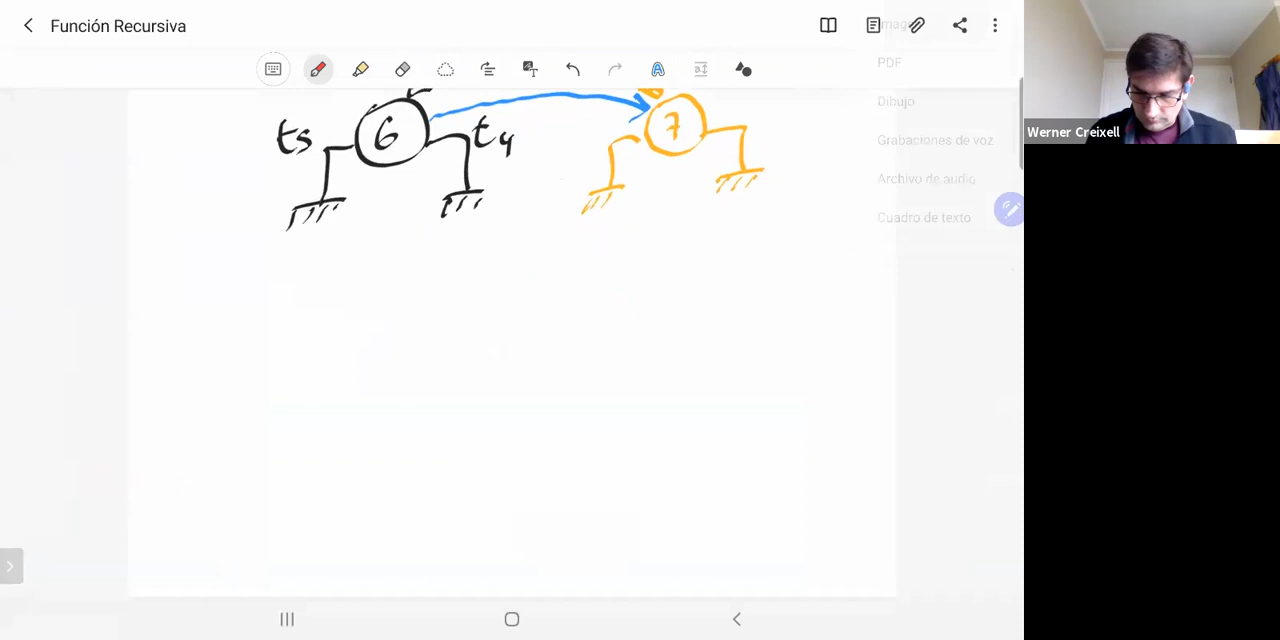 Función Recursiva
Imagen
PDF
Dibujo
Grabaciones de voz
Archivo de audio
Cuadro de texto
Werner Creixell
t5 6 t4
7